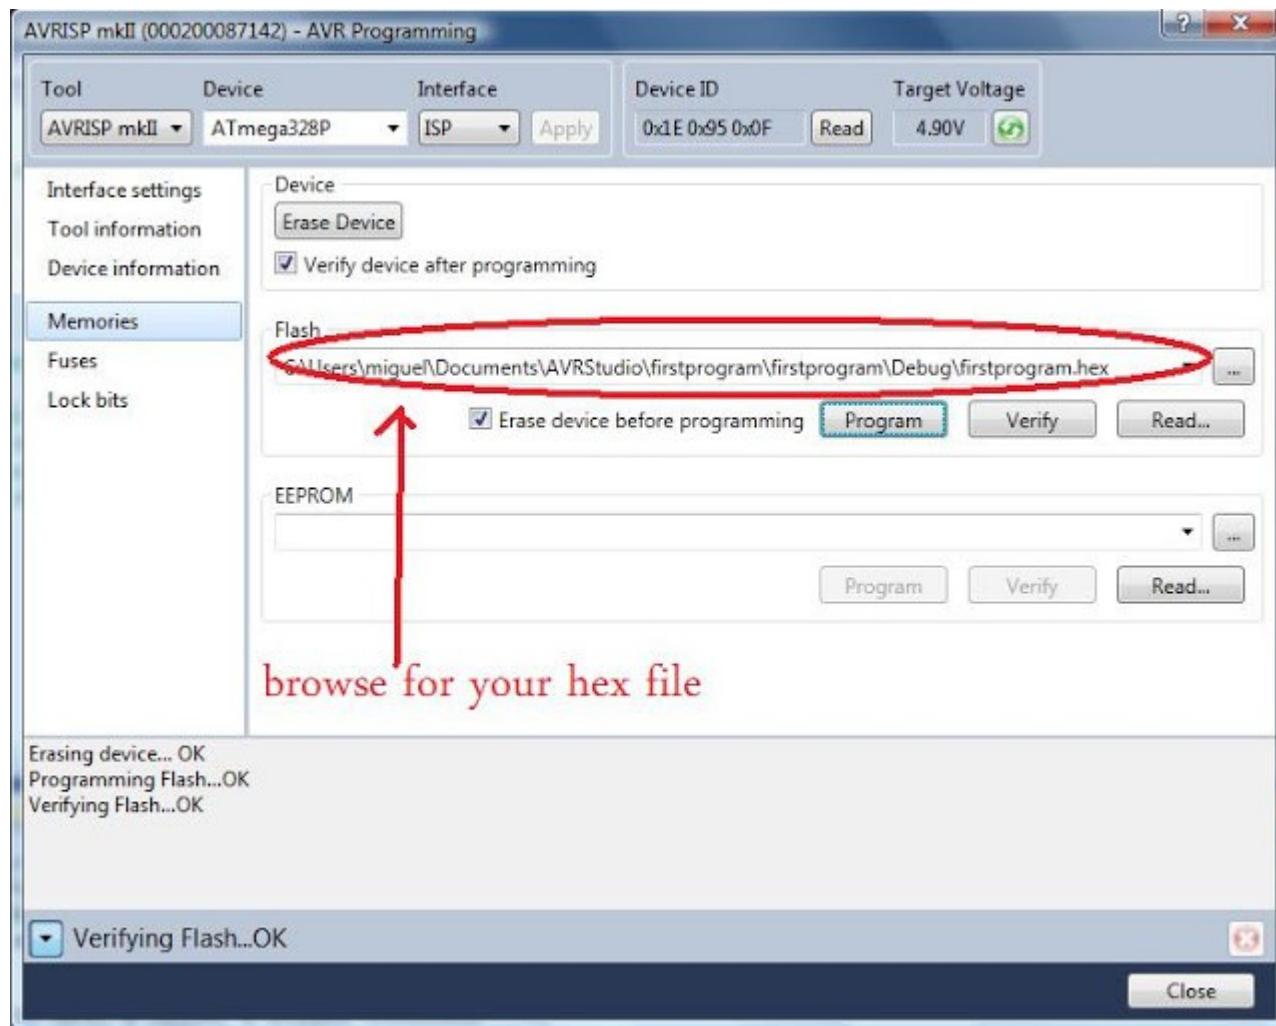 AVRISP mkII (000200087142) - AVR Programming
Tool Device Interface Device ID Target Voltage
AVRISP mkII ATmega328P ISP Apply 0x1E 0x95 0x0F Read 4.90V
Interface settings
Tool information
Device information
Memories
Fuses
Lock bits
Device
Erase Device
Verify device after programming
Flash
C:\Users\miguel\Documents\AVRStudio\firstprogram\firstprogram\Debug\firstprogram.hex ...
Erase device before programming Program Verify Read...
EEPROM
...
Program Verify Read...
browse for your hex file
Erasing device... OK
Programming Flash...OK
Verifying Flash...OK
Verifying Flash...OK
Close